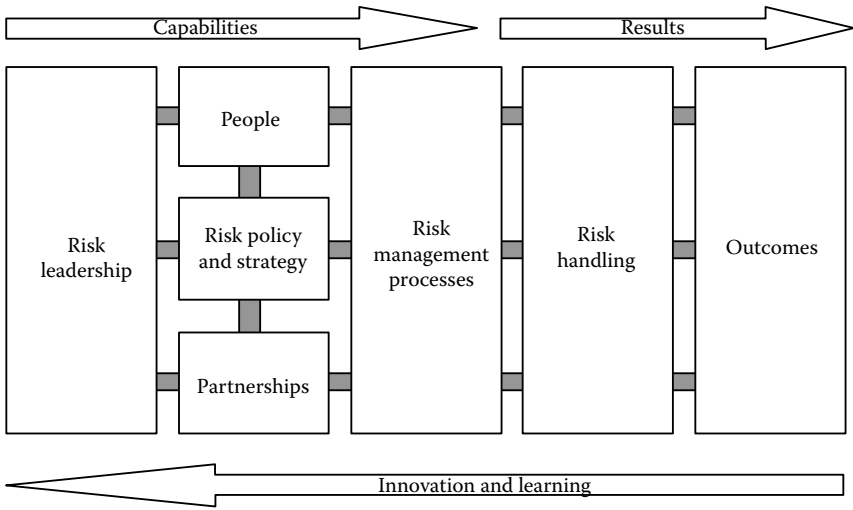 Capabilities
Results
Risk
leadership
People
Risk policy
and strategy
Partnerships
Risk
management
processes
Risk
handling
Outcomes
Innovation and learning